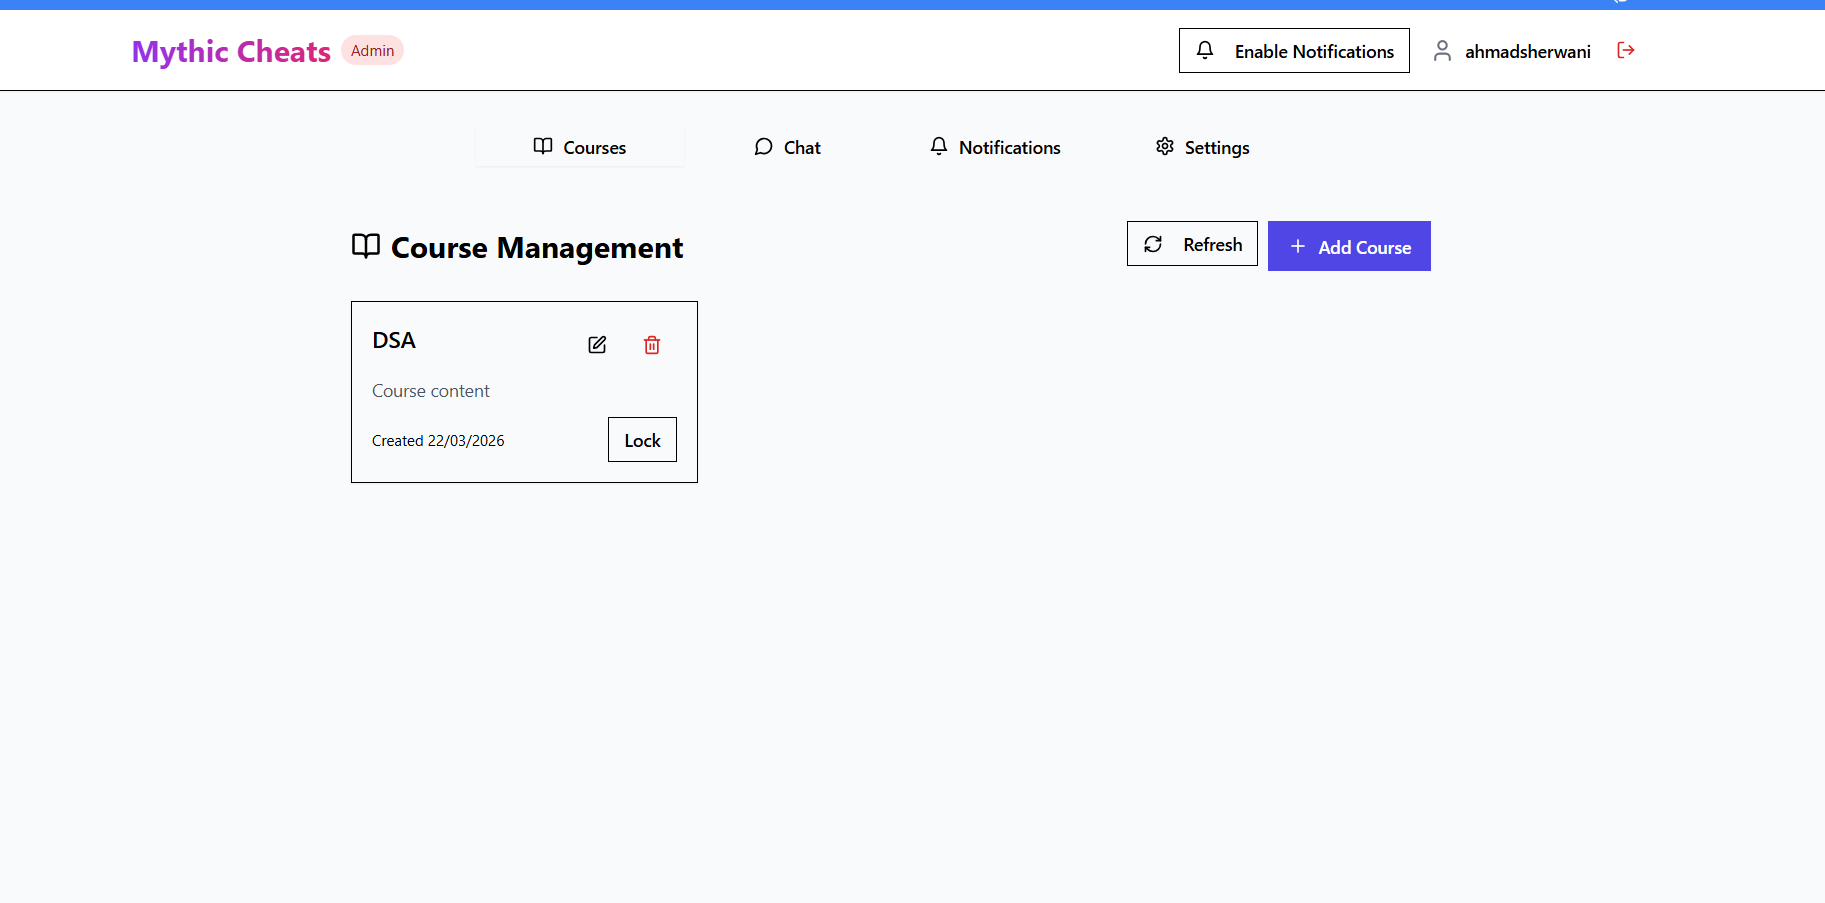 Mythic Cheats Admin Enable Notifications ahmadsherwani
Courses Chat Notifications Settings
Course Management Refresh Add Course
DSA
Course content
Created 22/03/2026 Lock